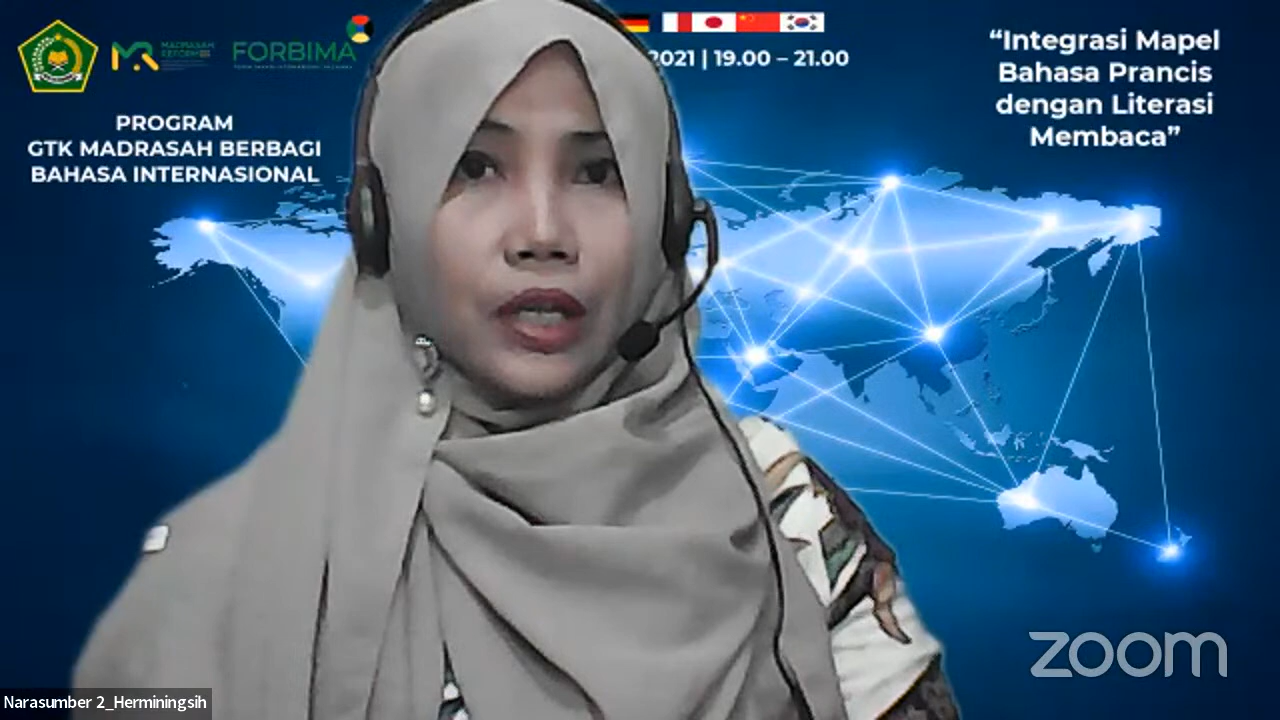 MADRASAH
REFORM
FORBIMA
PROGRAM
GTK MADRASAH BERBAGI
BAHASA INTERNASIONAL
2021 | 19.00 – 21.00
“Integrasi Mapel
Bahasa Prancis
dengan Literasi
Membaca”
zoom
Narasumber 2_Herminingsih